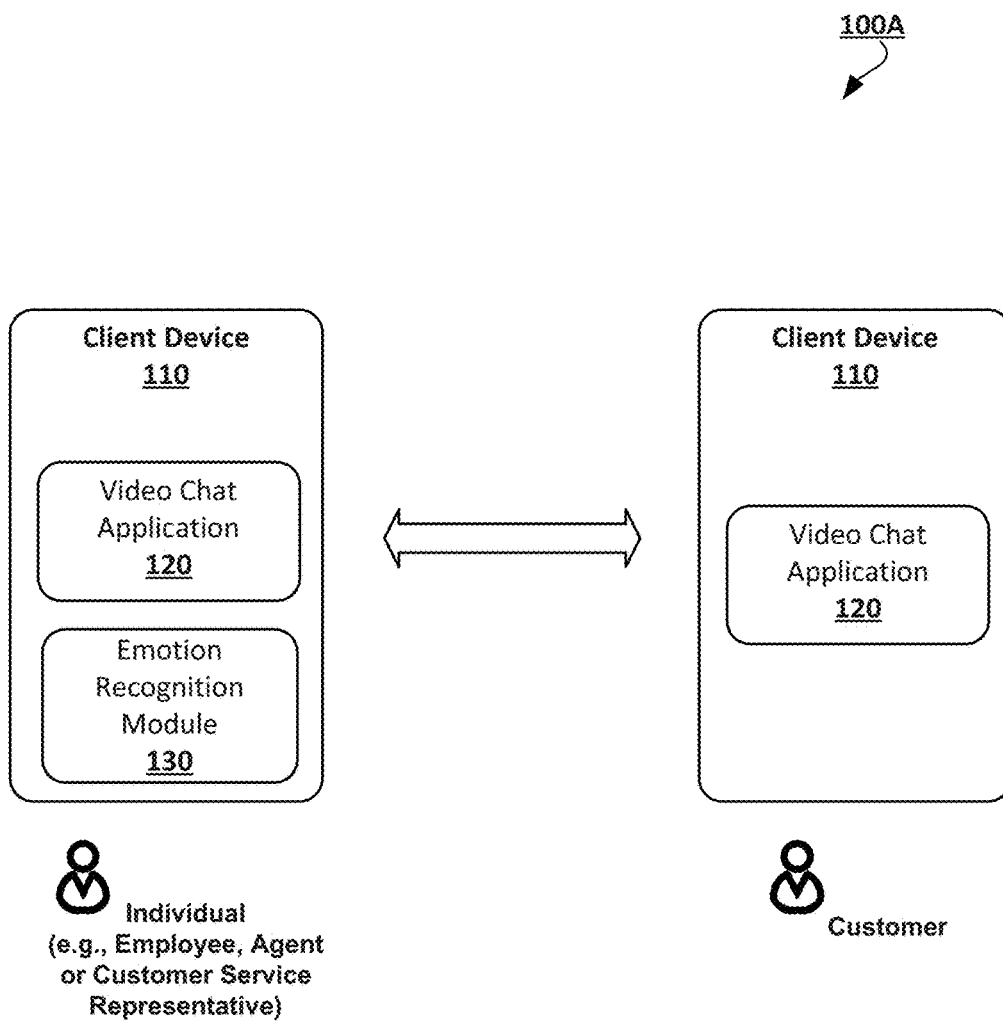 100A
Client Device
110
Video Chat
Application
120
Emotion
Recognition
Module
130
Individual
(e.g., Employee, Agent
or Customer Service
Representative)
Client Device
110
Video Chat
Application
120
Customer